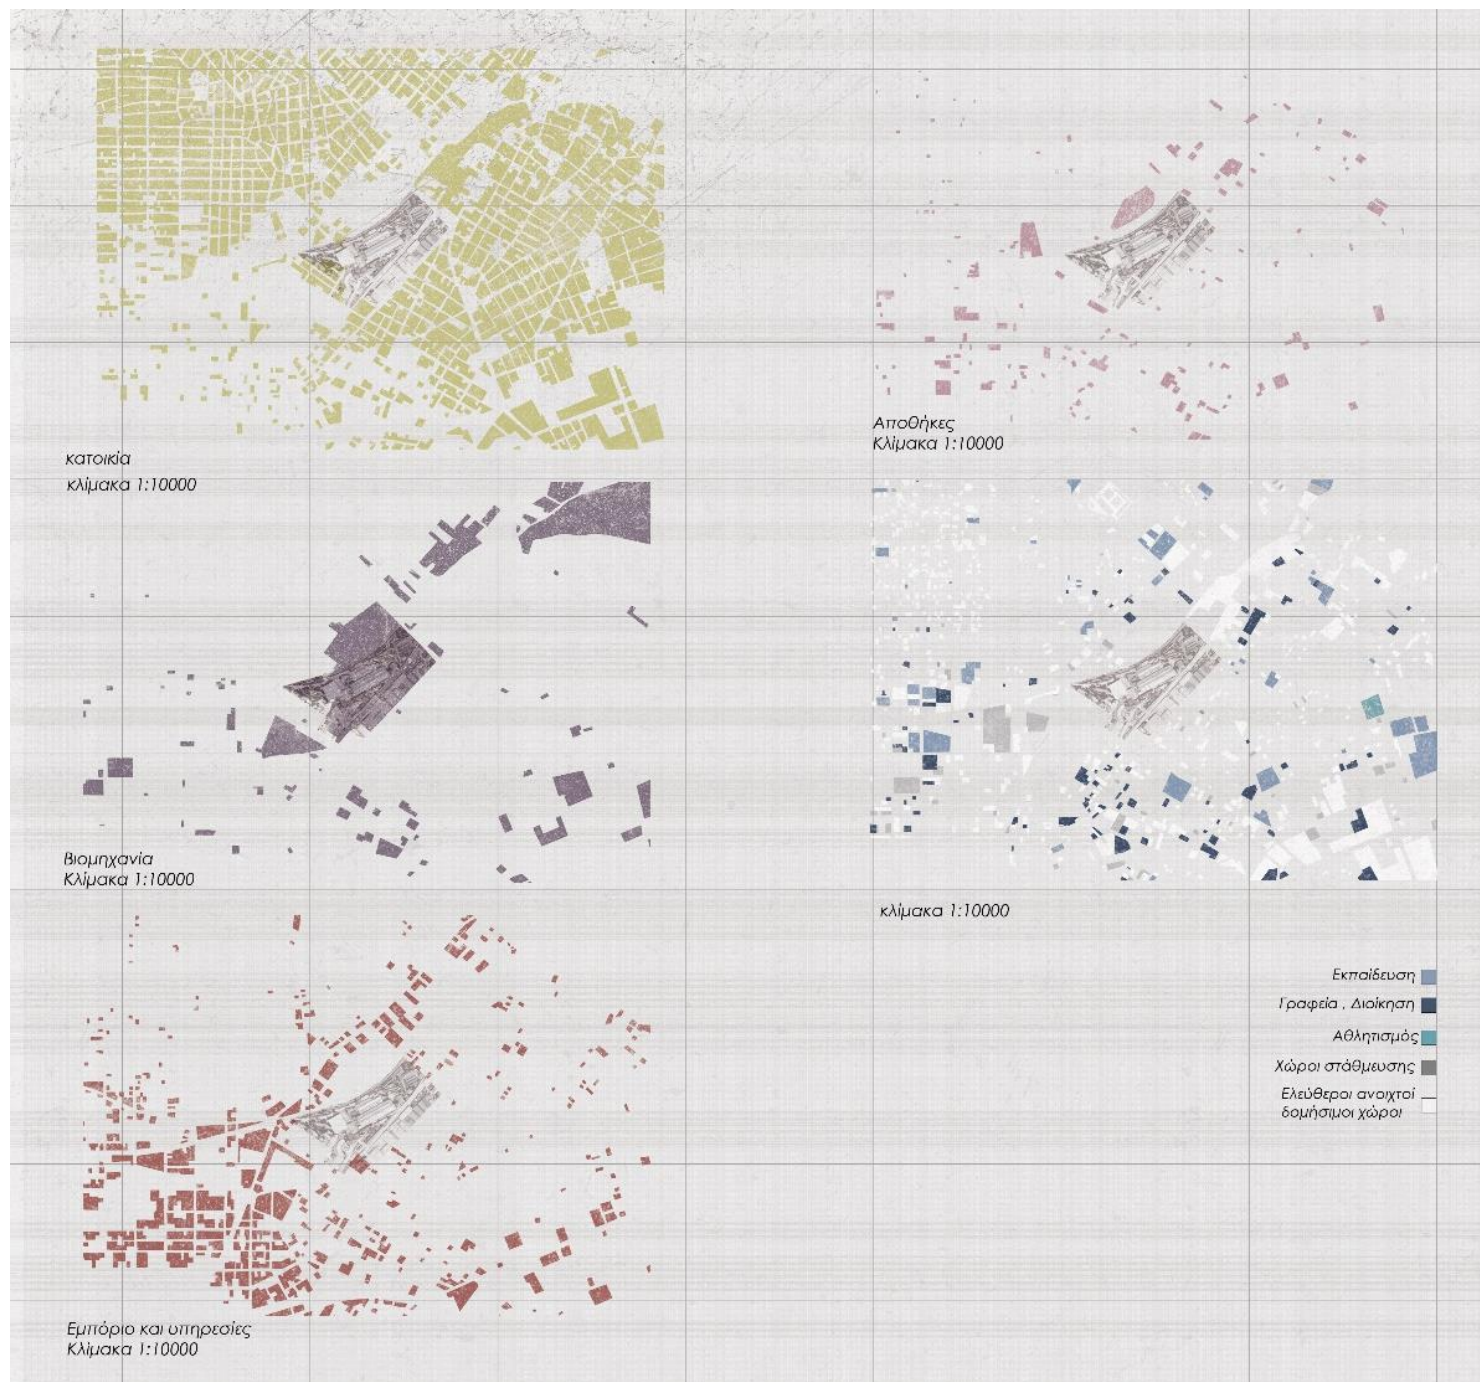 κατοικία
κλίμακα 1:10000
Αποθήκες
Κλίμακα 1:10000
Βιομηχανία
Κλίμακα 1:10000
κλίμακα 1:10000
Εκπαίδευση
Γραφεία , Διοίκηση
Αθλητισμός
Χώροι στάθμευσης
Ελεύθεροι ανοιχτοί
δομήσιμοι χώροι
Εμπόριο και υπηρεσίες
Κλίμακα 1:10000